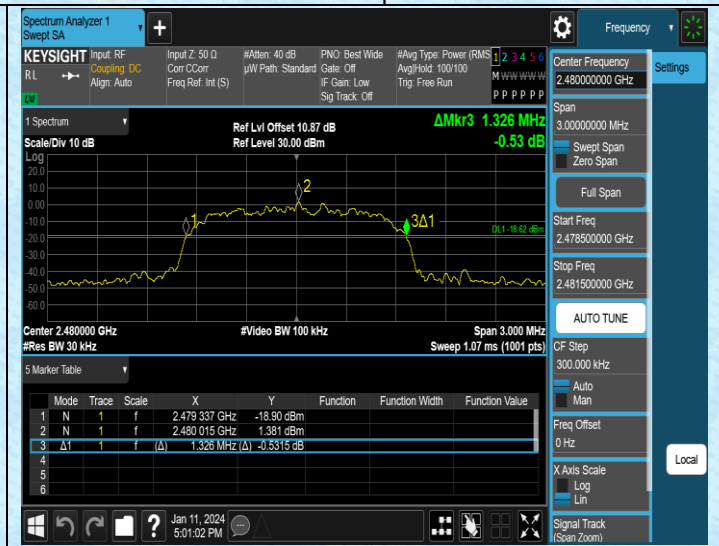 Spectrum Analyzer 1
Swept SA
Frequency
KEYSIGHT
RL
Input: RF
Coupling: DC
Align: Auto
Input Z: 50 Ω
Corr CCorr
Freq Ref: Int (S)
#Atten: 40 dB
µW Path: Standard
PNO: Best Wide
Gate: Off
IF Gain: Low
Sig Track: Off
#Avg Type: Power (RMS
Avg|Hold: 100/100
Trig: Free Run
1 2 3 4 5 6
M W W W W W
P P P P P P
1 Spectrum
Scale/Div 10 dB
Ref Lvl Offset 10.87 dB
Ref Level 30.00 dBm
ΔMkr3 1.326 MHz
-0.53 dB
Log
20.0
10.0
0.00
-10.0
-20.0
-30.0
-40.0
-50.0
-60.0
1
2
3Δ1
DL1 -18.62 dBm
Center 2.480000 GHz
#Video BW 100 kHz
Span 3.000 MHz
#Res BW 30 kHz
Sweep 1.07 ms (1001 pts)
5 Marker Table
Mode Trace Scale X Y Function Function Width Function Value
1 N 1 f 2.479 337 GHz -18.90 dBm
2 N 1 f 2.480 015 GHz 1.381 dBm
3 Δ1 1 f (Δ) 1.326 MHz (Δ) -0.5315 dB
4
5
6
Jan 11, 2024
5:01:02 PM
Center Frequency
2.480000000 GHz
Span
3.00000000 MHz
Swept Span
Zero Span
Full Span
Start Freq
2.478500000 GHz
Stop Freq
2.481500000 GHz
AUTO TUNE
CF Step
300.000 kHz
Auto
Man
Freq Offset
0 Hz
X Axis Scale
Log
Lin
Signal Track
(Span Zoom)
Settings
Local